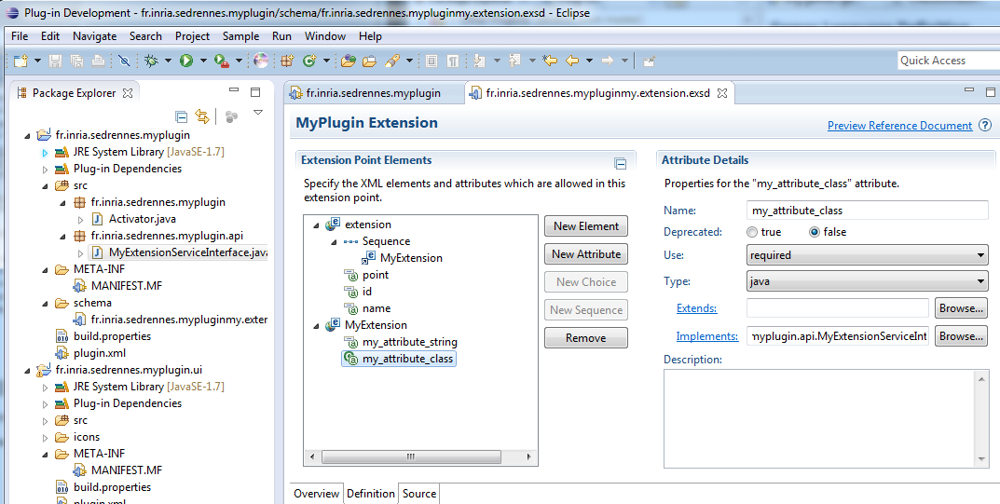 Plug-in Development - fr.inria.sedrennes.myplugin/schema/fr.inria.sedrennes.mypluginmy.extension.exsd - Eclipse
File Edit Navigate Search Project Sample Run Window Help
Quick Access
Package Explorer
fr.inria.sedrennes.myplugin
JRE System Library [JavaSE-1.7]
Plug-in Dependencies
src
fr.inria.sedrennes.myplugin
Activator.java
fr.inria.sedrennes.myplugin.api
MyExtensionServiceInterface.java
META-INF
MANIFEST.MF
schema
fr.inria.sedrennes.mypluginmy.exter
build.properties
plugin.xml
fr.inria.sedrennes.myplugin.ui
JRE System Library [JavaSE-1.7]
Plug-in Dependencies
src
icons
META-INF
MANIFEST.MF
build.properties
plugin.xml
fr.inria.sedrennes.myplugin
fr.inria.sedrennes.mypluginmy.extension.exsd
MyPlugin Extension
Preview Reference Document
Extension Point Elements
Specify the XML elements and attributes which are allowed in this
extension point.
extension
Sequence
MyExtension
point
id
name
MyExtension
my_attribute_string
my_attribute_class
New Element
New Attribute
New Choice
New Sequence
Remove
Attribute Details
Properties for the "my_attribute_class" attribute.
Name: my_attribute_class
Deprecated: true false
Use: required
Type: java
Extends: Browse...
Implements: myplugin.api.MyExtensionServiceInt Browse...
Description:
Overview Definition Source